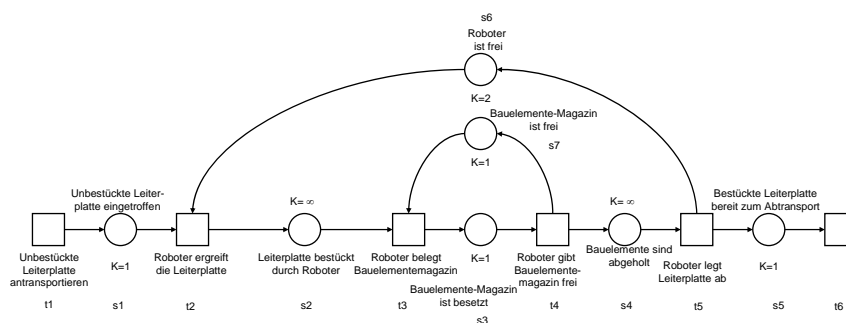 s6
Roboter
ist frei
K=2
Bauelemente-Magazin
ist frei
s7
K=1
Unbestückte Leiter-
platte eingetroffen
K= ∞
K= ∞
Bestückte Leiterplatte
bereit zum Abtransport
Unbestückte
Leiterplatte
antransportieren
K=1
Roboter ergreift
die Leiterplatte
Leiterplatte bestückt
durch Roboter
Roboter belegt
Bauelementemagazin
K=1
Bauelemente-Magazin
ist besetzt
Roboter gibt
Bauelemente-
magazin frei
Bauelemente sind
abgeholt
Roboter legt
Leiterplatte ab
K=1
t1
s1
t2
s2
t3
s3
t4
s4
t5
s5
t6